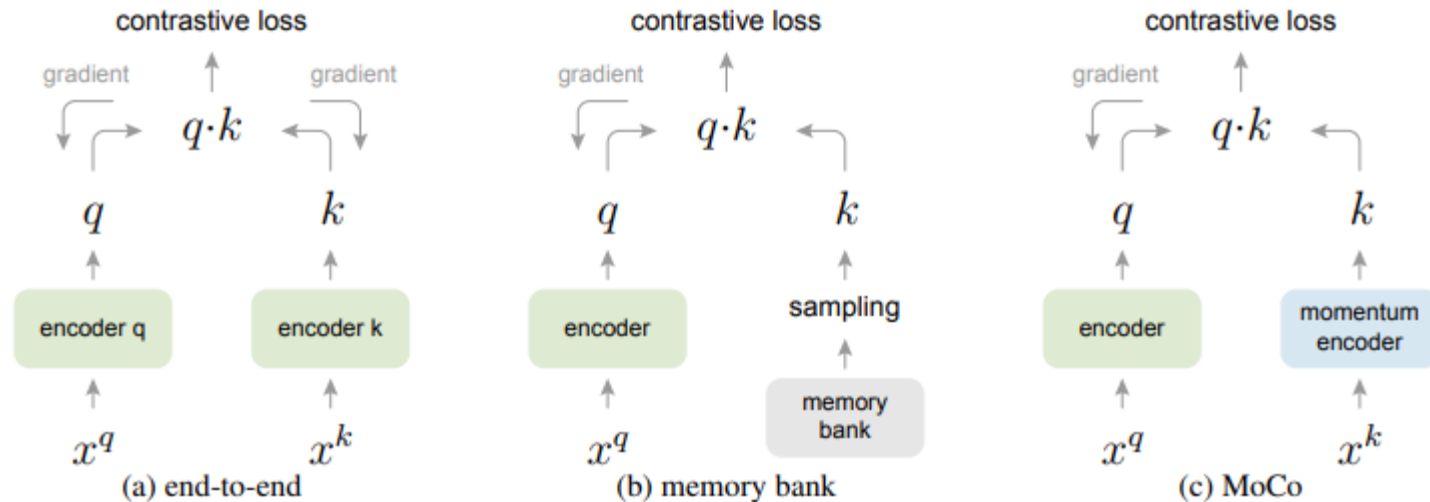 contrastive loss
gradient
gradient
q·k
q
k
encoder q
encoder k
x^q
x^k
(a) end-to-end
contrastive loss
gradient
q·k
q
k
encoder
sampling
memory
bank
x^q
(b) memory bank
contrastive loss
gradient
q·k
q
k
encoder
momentum
encoder
x^q
x^k
(c) MoCo